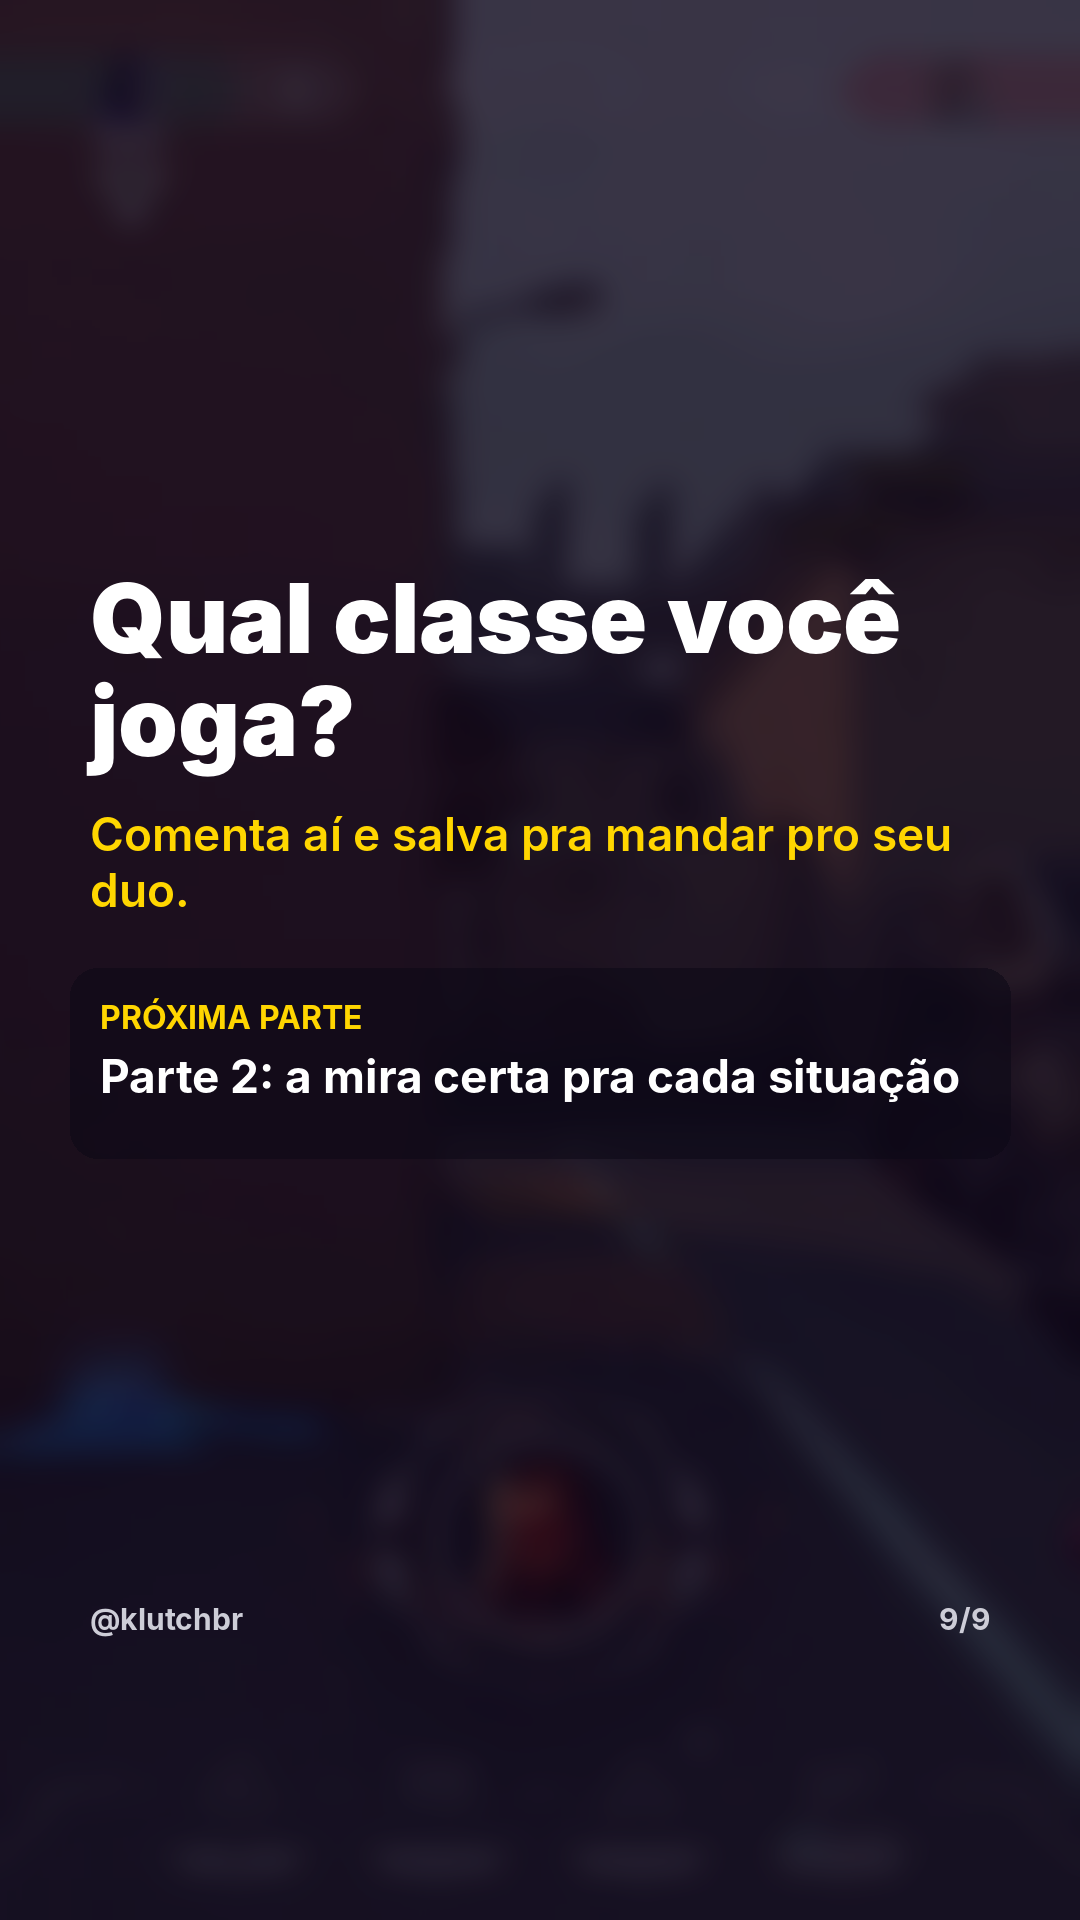 Qual classe você
joga?
Comenta aí e salva pra mandar pro seu
duo.
PRÓXIMA PARTE
Parte 2: a mira certa pra cada situação
@klutchbr
9/9